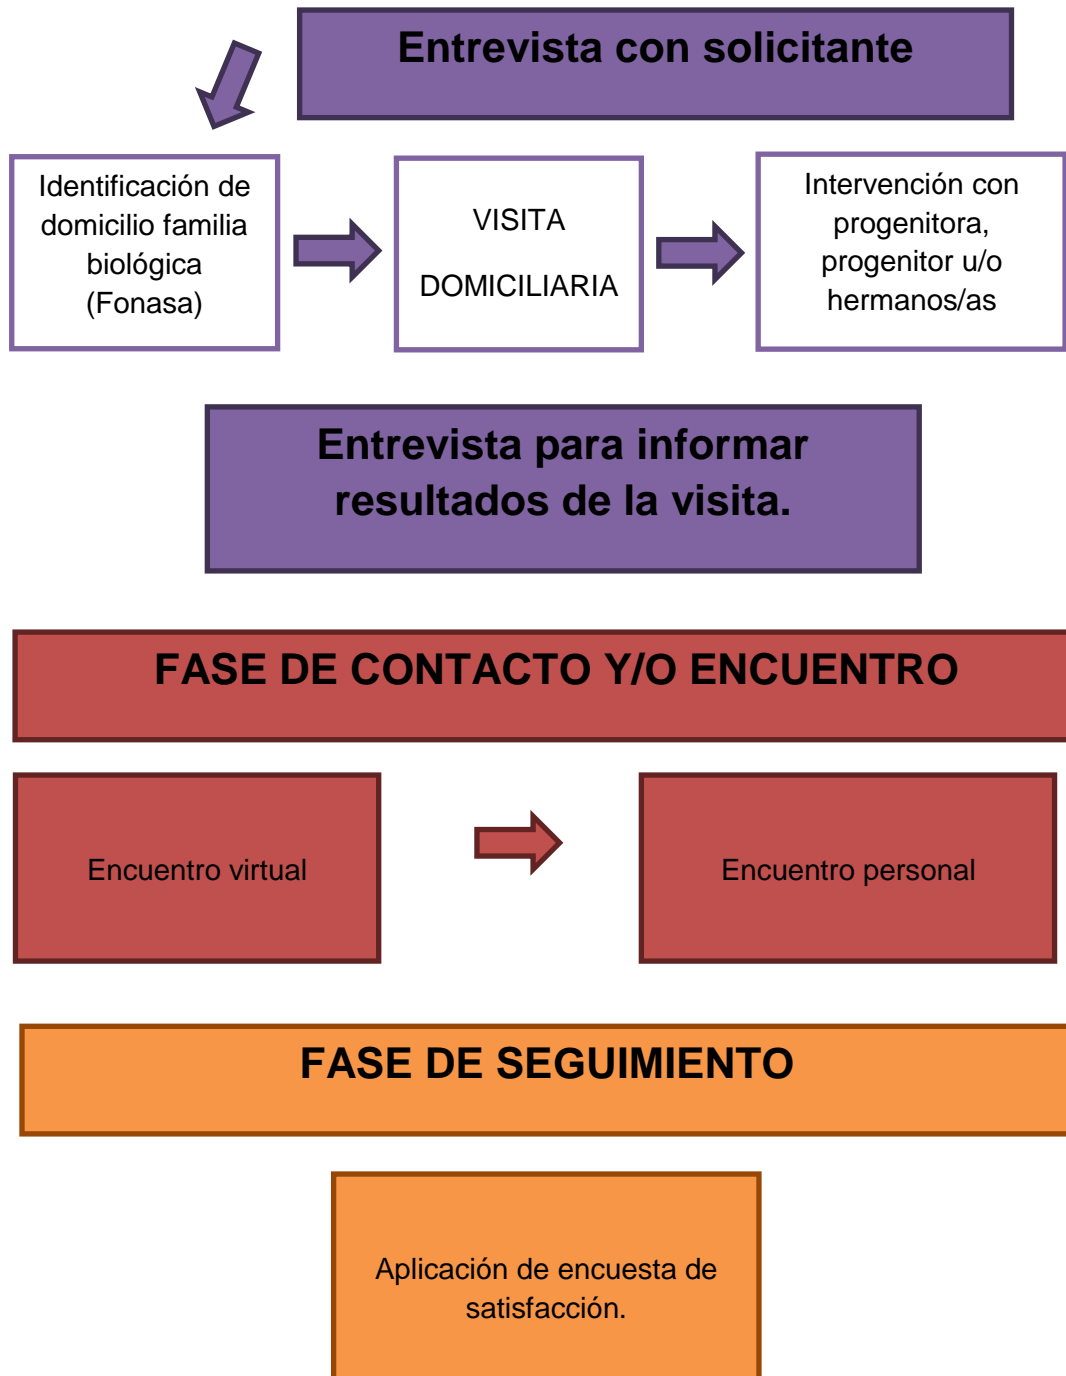 Entrevista con solicitante
Identificación de
domicilio familia
biológica
(Fonasa)
VISITA
DOMICILIARIA
Intervención con
progenitora,
progenitor u/o
hermanos/as
Entrevista para informar
resultados de la visita.
FASE DE CONTACTO Y/O ENCUENTRO
Encuentro virtual
Encuentro personal
FASE DE SEGUIMIENTO
Aplicación de encuesta de
satisfacción.